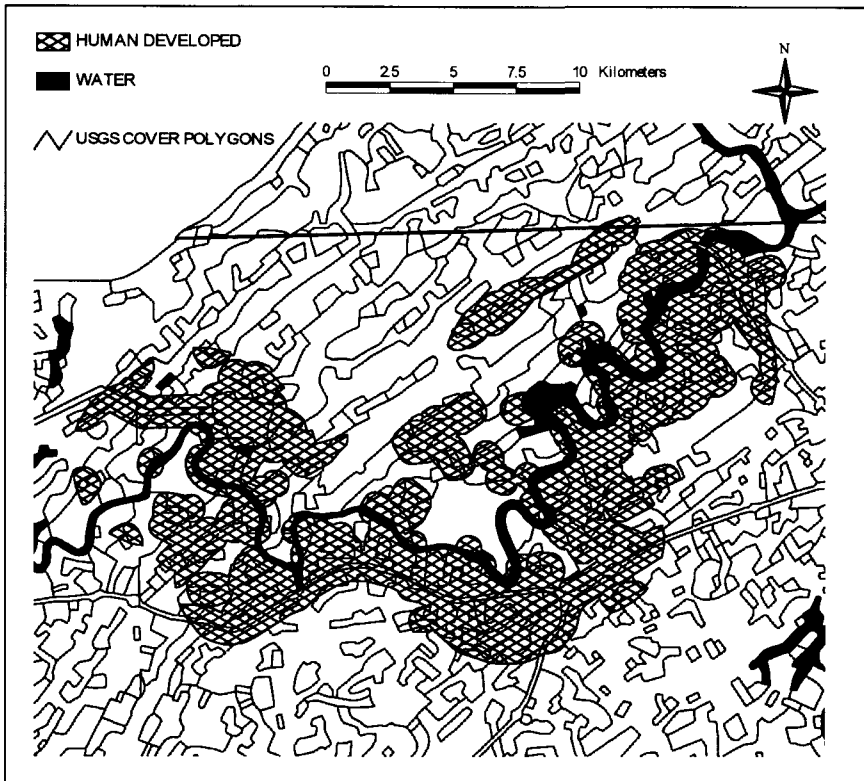 HUMAN DEVELOPED
WATER
USGS COVER POLYGONS
0 2.5 5 7.5 10 Kilometers
N